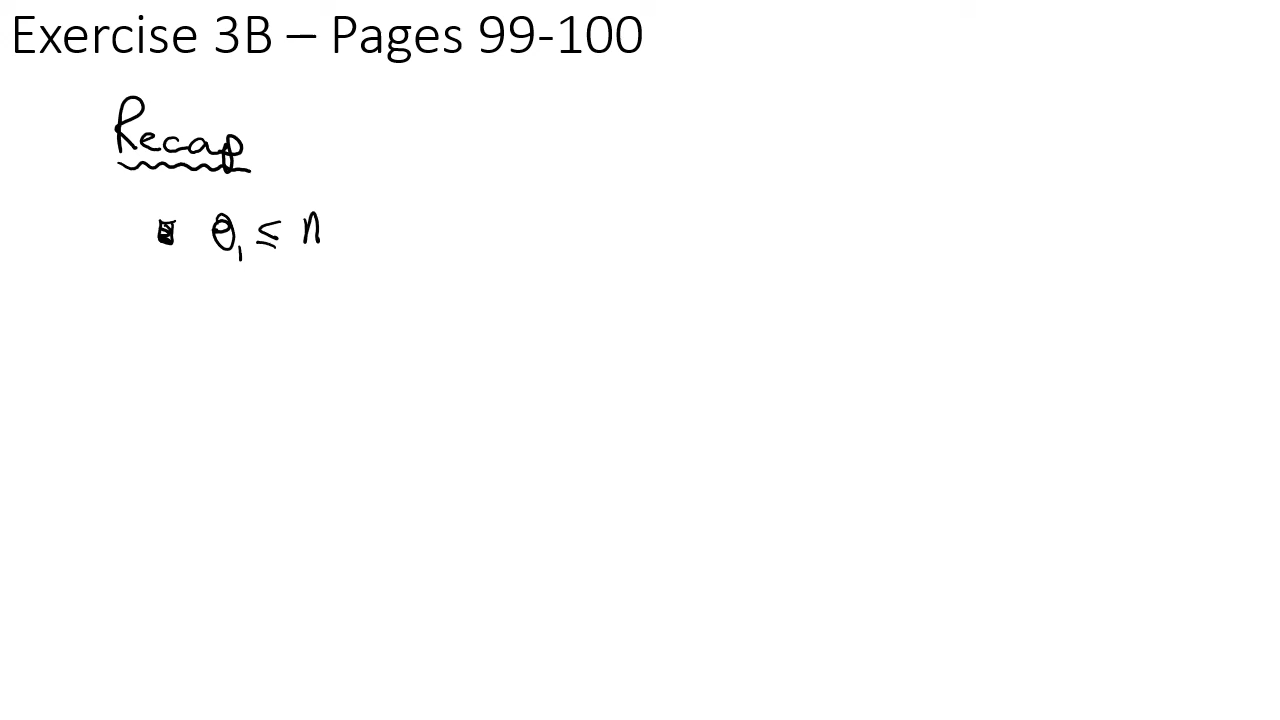 Exercise 3B – Pages 99-100
Recap
θ₁ ≤ n